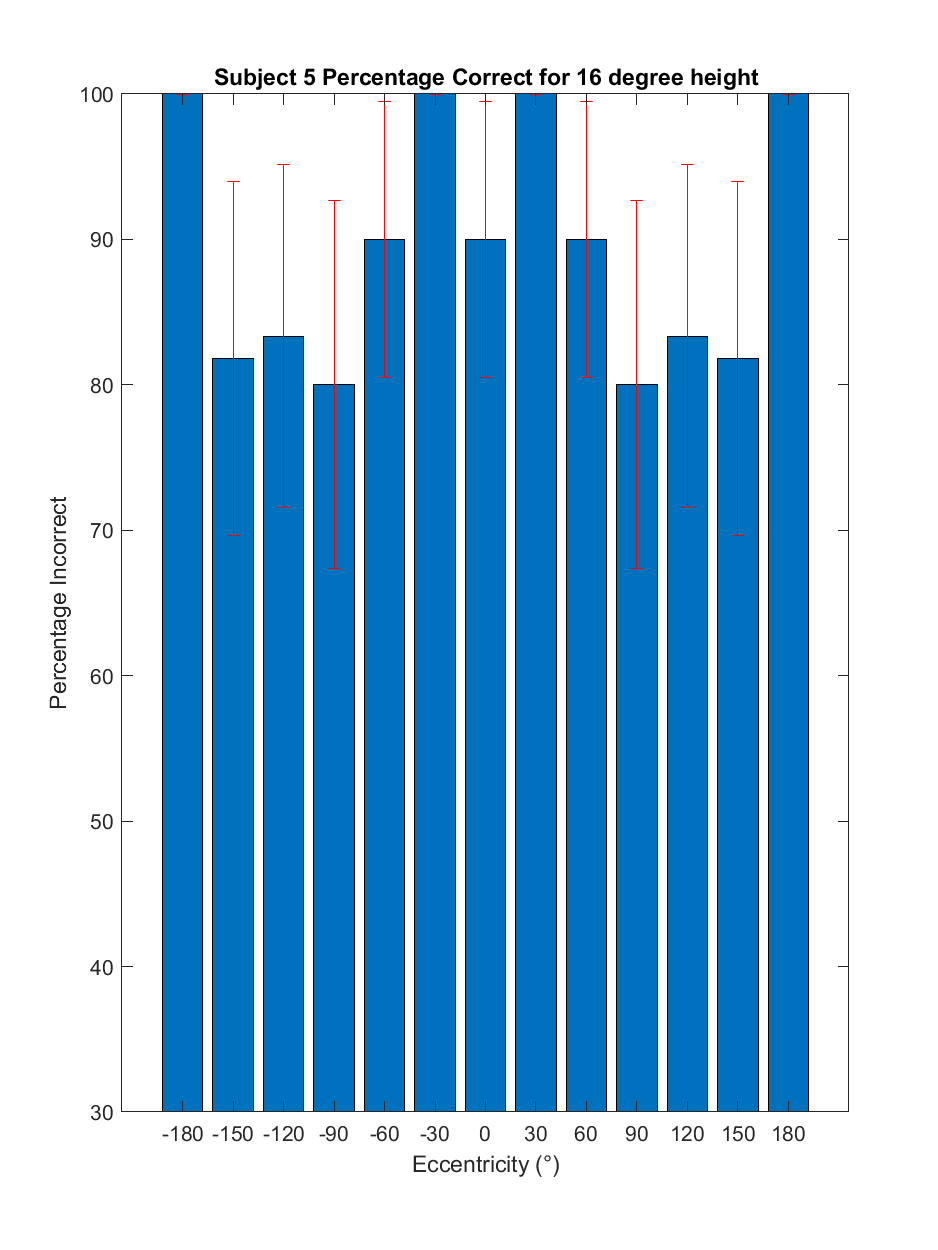 Subject 5 Percentage Correct for 16 degree height
100
90
80
70
60
50
40
30
Percentage Incorrect
-180 -150 -120 -90 -60 -30 0 30 60 90 120 150 180
Eccentricity (°)